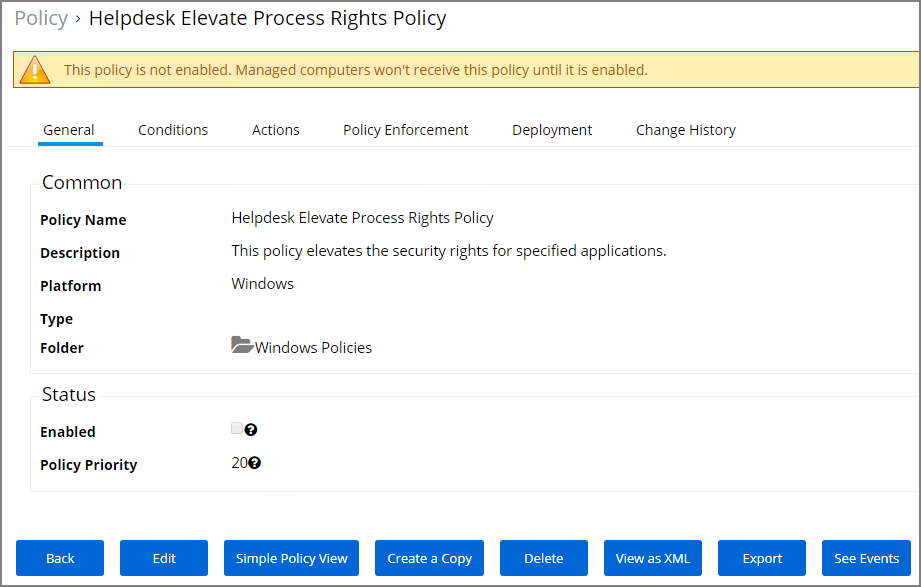 Policy › Helpdesk Elevate Process Rights Policy
This policy is not enabled. Managed computers won't receive this policy until it is enabled.
General Conditions Actions Policy Enforcement Deployment Change History
Common
Policy Name Helpdesk Elevate Process Rights Policy
Description This policy elevates the security rights for specified applications.
Platform Windows
Type
Folder Windows Policies
Status
Enabled ?
Policy Priority 20 ?
Back Edit Simple Policy View Create a Copy Delete View as XML Export See Events